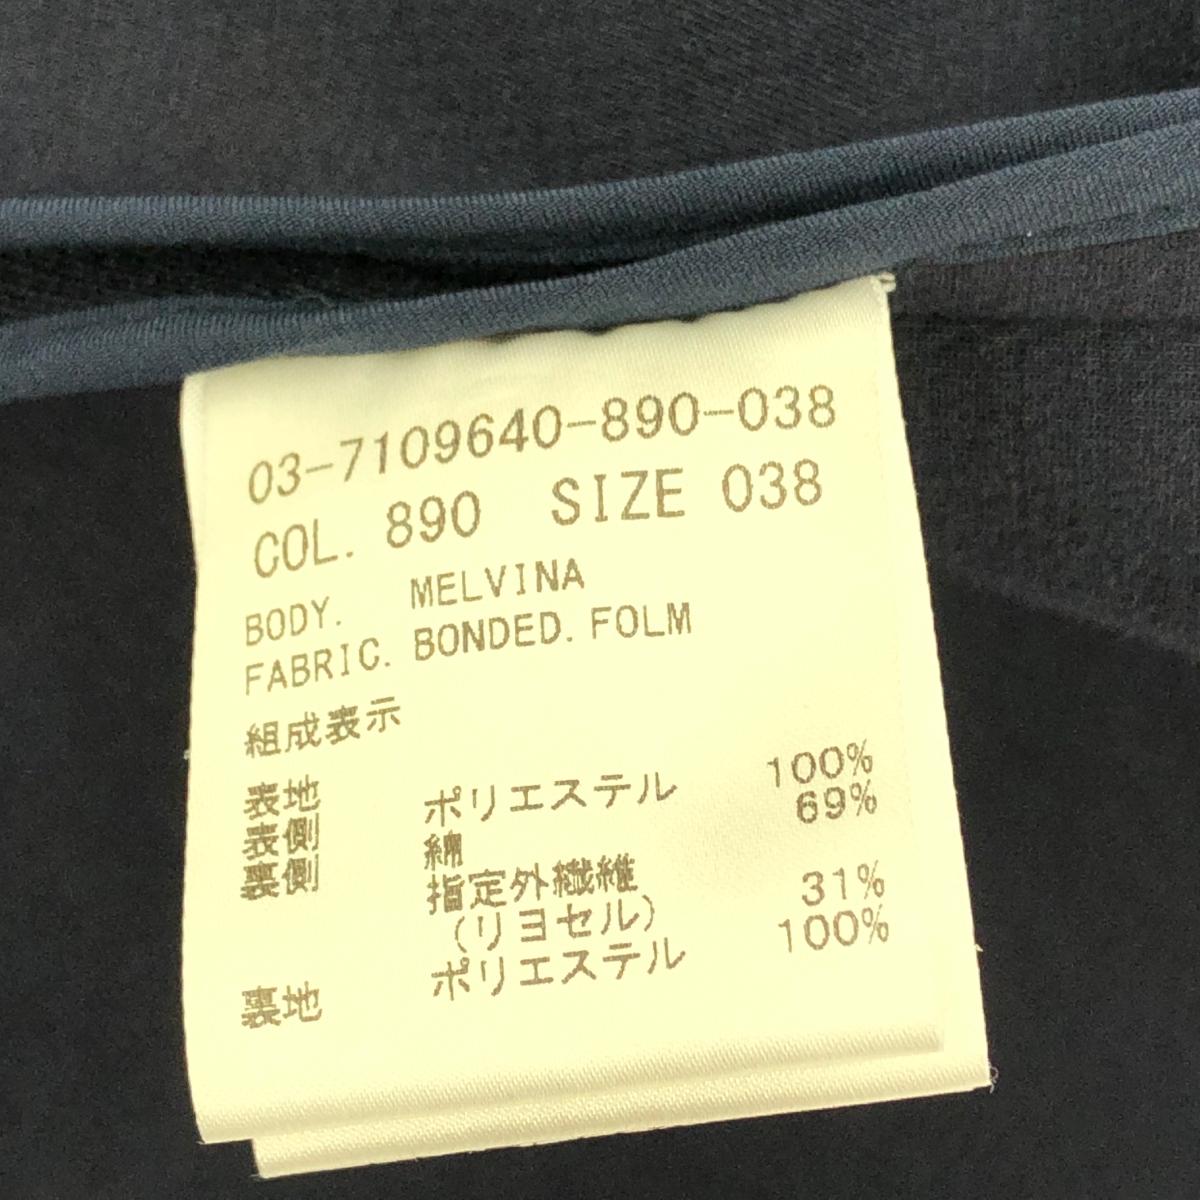 03-7109640-890-038
COL. 890 SIZE 038
BODY. MELVINA
FABRIC. BONDED. FOLM
組成表示
表地
表側 ポリエステル 100%
裏側 綿 69%
指定外繊維
(リヨセル) 31%
裏地 ポリエステル 100%